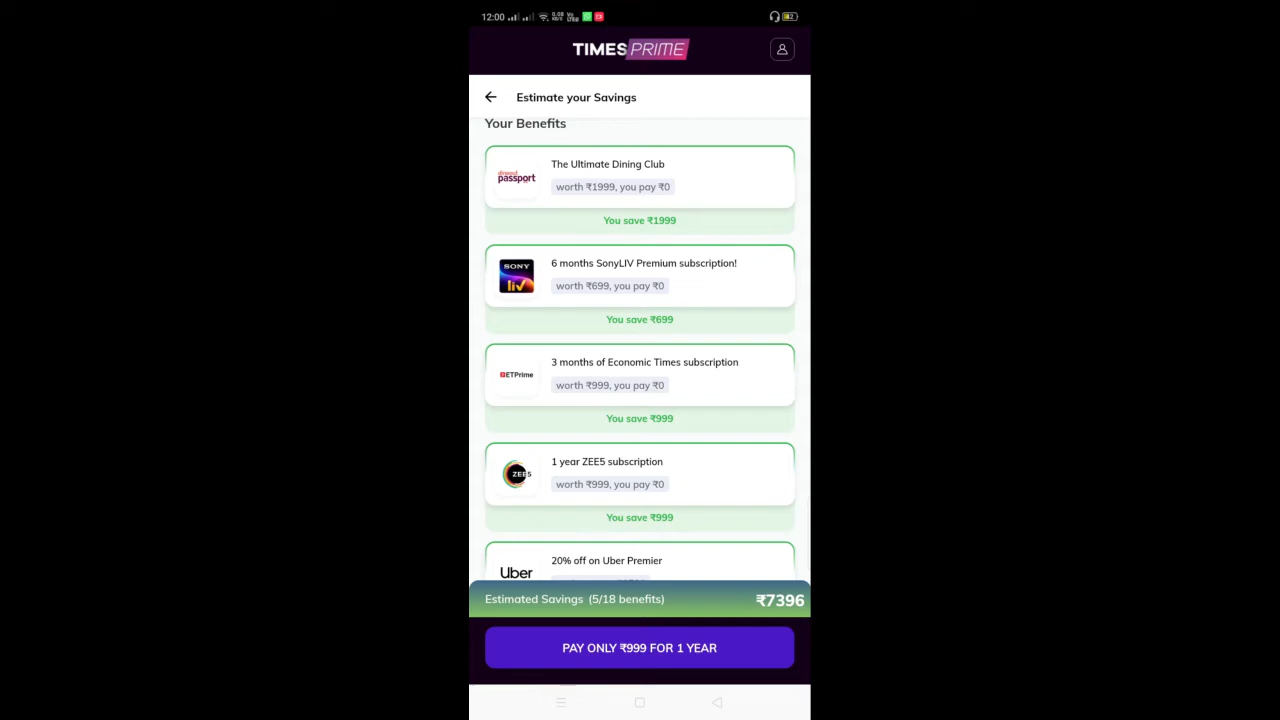 12:00
TIMES PRIME
Estimate your Savings
Your Benefits
dineout
passport
The Ultimate Dining Club
worth ₹1999, you pay ₹0
You save ₹1999
SONY
liv
6 months SonyLIV Premium subscription!
worth ₹699, you pay ₹0
You save ₹699
ETPrime
3 months of Economic Times subscription
worth ₹999, you pay ₹0
You save ₹999
ZEE5
1 year ZEE5 subscription
worth ₹999, you pay ₹0
You save ₹999
Uber
20% off on Uber Premier
Estimated Savings (5/18 benefits)
₹7396
PAY ONLY ₹999 FOR 1 YEAR